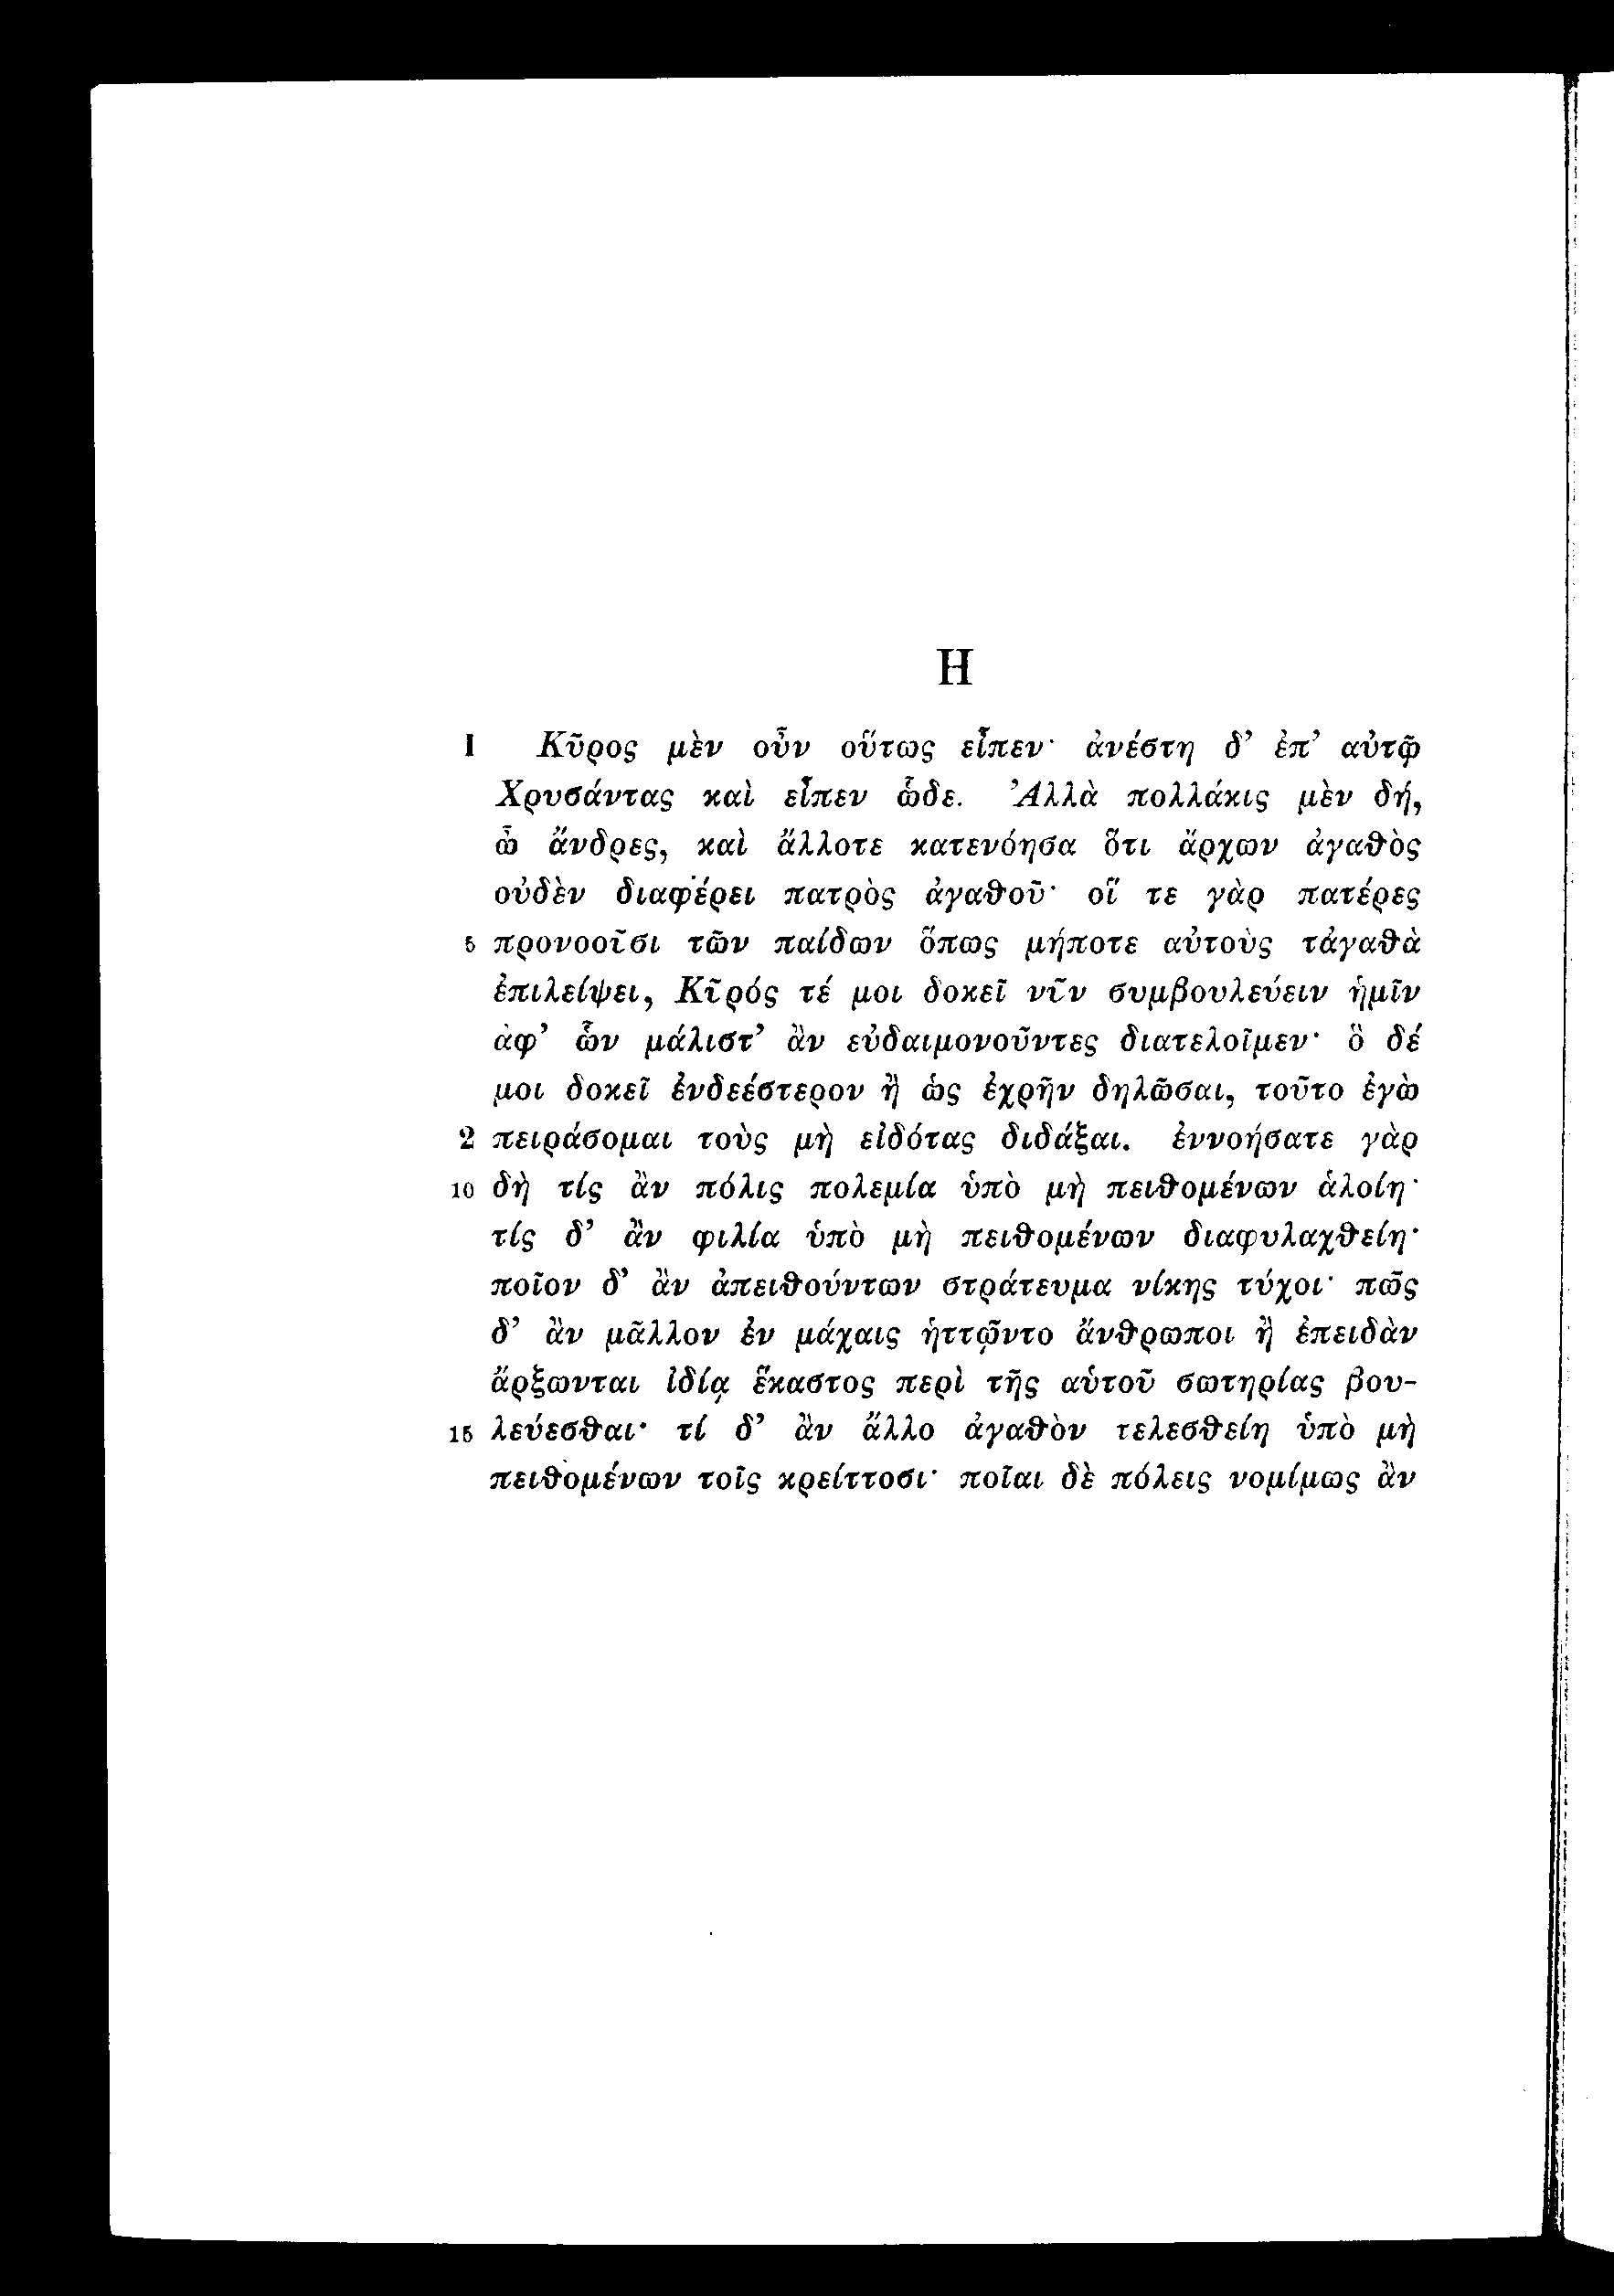 Η
I Κῦρος μὲν οὖν οὕτως εἶπεν· ἀνέστη δ’ ἐπ’ αὐτῷ
Χρυσάντας καὶ εἶπεν ὧδε. Ἀλλὰ πολλάκις μὲν δή,
ὦ ἄνδρες, καὶ ἄλλοτε κατενόησα ὅτι ἄρχων ἀγαθὸς
οὐδὲν διαφέρει πατρὸς ἀγαθοῦ· οἵ τε γὰρ πατέρες
5 προνοοῦσι τῶν παίδων ὅπως μήποτε αὐτοὺς τἀγαθὰ
ἐπιλείψει, Κῦρός τέ μοι δοκεῖ νῦν συμβουλεύειν ἡμῖν
ἀφ’ ὧν μάλιστ’ ἂν εὐδαιμονοῦντες διατελοῖμεν· ὃ δέ
μοι δοκεῖ ἐνδεέστερον ἢ ὡς ἐχρῆν δηλῶσαι, τοῦτο ἐγὼ
2 πειράσομαι τοὺς μὴ εἰδότας διδάξαι. ἐννοήσατε γὰρ
10 δὴ τίς ἂν πόλις πολεμία ὑπὸ μὴ πειθομένων ἁλοίη·
τίς δ’ ἂν φιλία ὑπὸ μὴ πειθομένων διαφυλαχθείη·
ποῖον δ’ ἂν ἀπειθούντων στράτευμα νίκης τύχοι· πῶς
δ’ ἂν μᾶλλον ἐν μάχαις ἡττῷντο ἄνθρωποι ἢ ἐπειδὰν
ἄρξωνται ἰδίᾳ ἕκαστος περὶ τῆς αὑτοῦ σωτηρίας βου-
15 λεύεσθαι· τί δ’ ἂν ἄλλο ἀγαθὸν τελεσθείη ὑπὸ μὴ
πειθομένων τοῖς κρείττοσι· ποῖαι δὲ πόλεις νομίμως ἂν